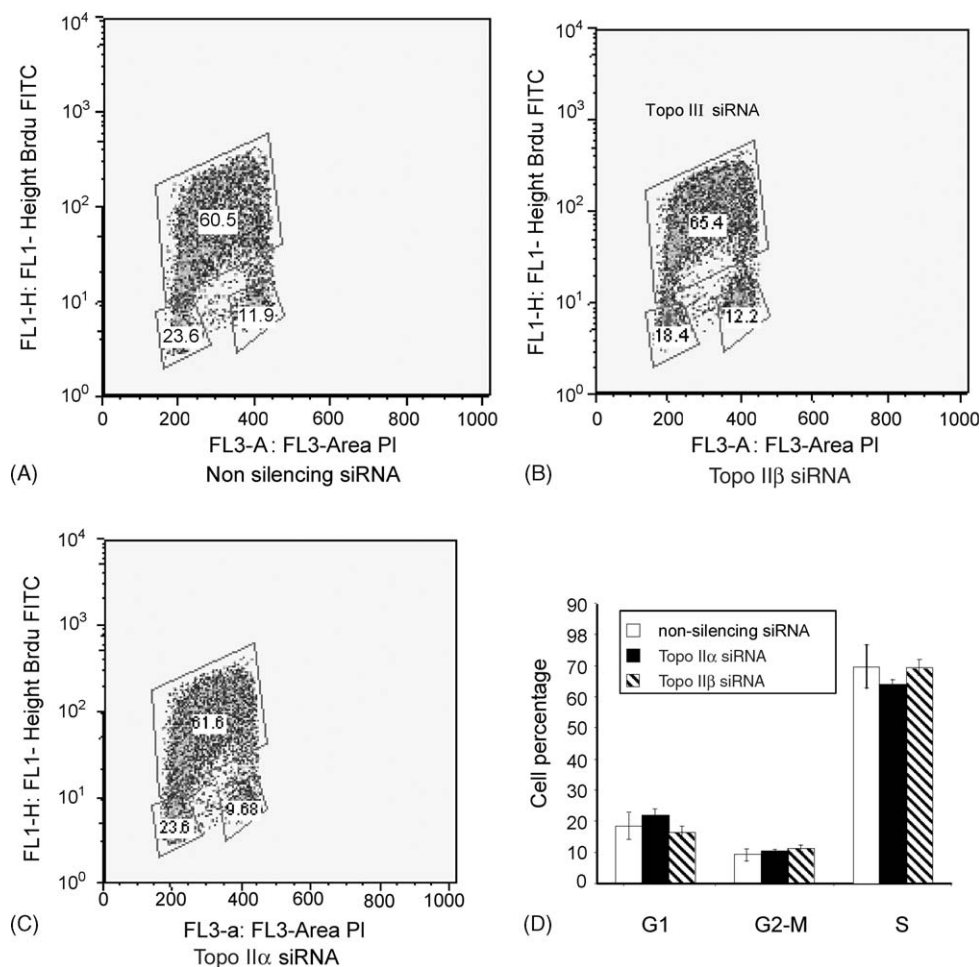 10^4
10^3
10^2
10^1
10^0
FL1-H: FL1- Height Brdu FITC
60.5
23.6
11.9
0 200 400 600 800 1000
FL3-A: FL3-Area PI
(A) Non silencing siRNA
10^4
10^3
10^2
10^1
10^0
FL1-H: FL1- Height Brdu FITC
Topo III siRNA
65.4
18.4
12.2
0 200 400 600 800 1000
FL3-A: FL3-Area PI
(B) Topo IIβ siRNA
10^4
10^3
10^2
10^1
10^0
FL1-H: FL1- Height Brdu FITC
61.6
23.6
9.68
0 200 400 600 800 1000
FL3-a: FL3-Area PI
(C) Topo IIα siRNA
90
98
70
60
50
40
30
20
10
0
Cell percentage
non-silencing siRNA
Topo IIα siRNA
Topo IIβ siRNA
(D) G1 G2-M S